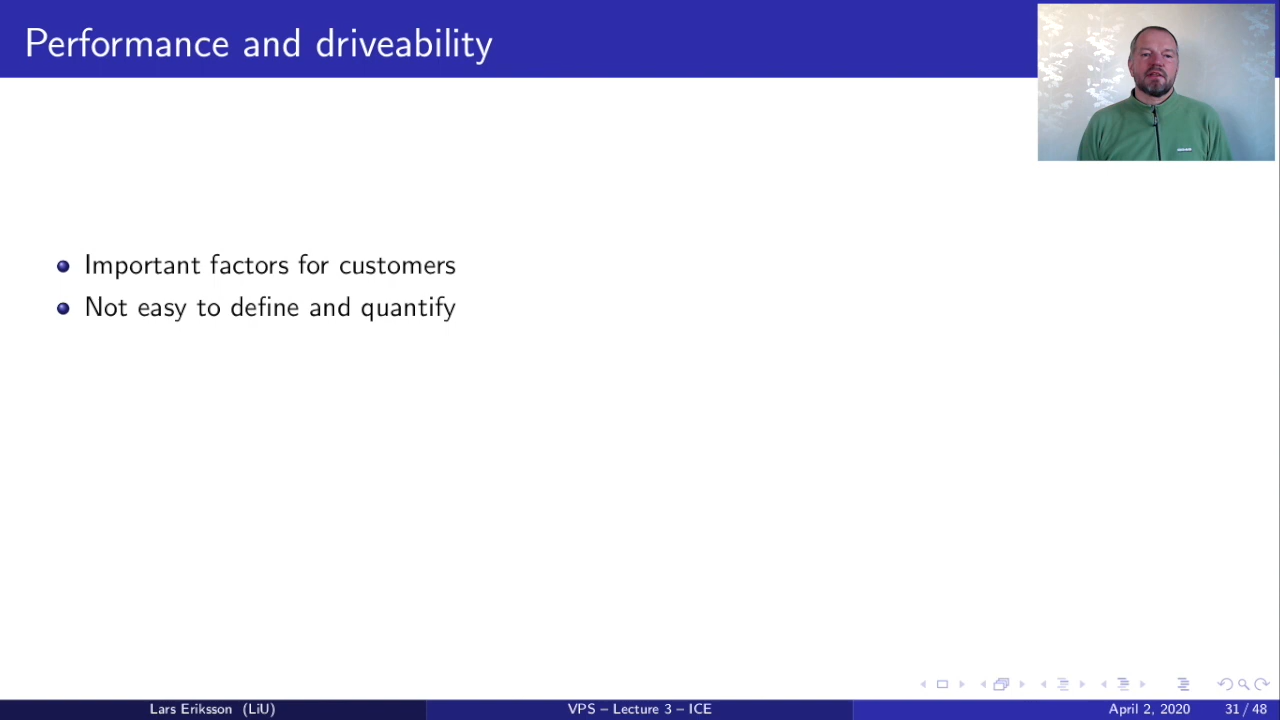 Performance and driveability
Important factors for customers
Not easy to define and quantify
Lars Eriksson (LiU)
VPS – Lecture 3 – ICE
April 2, 2020
31 / 48